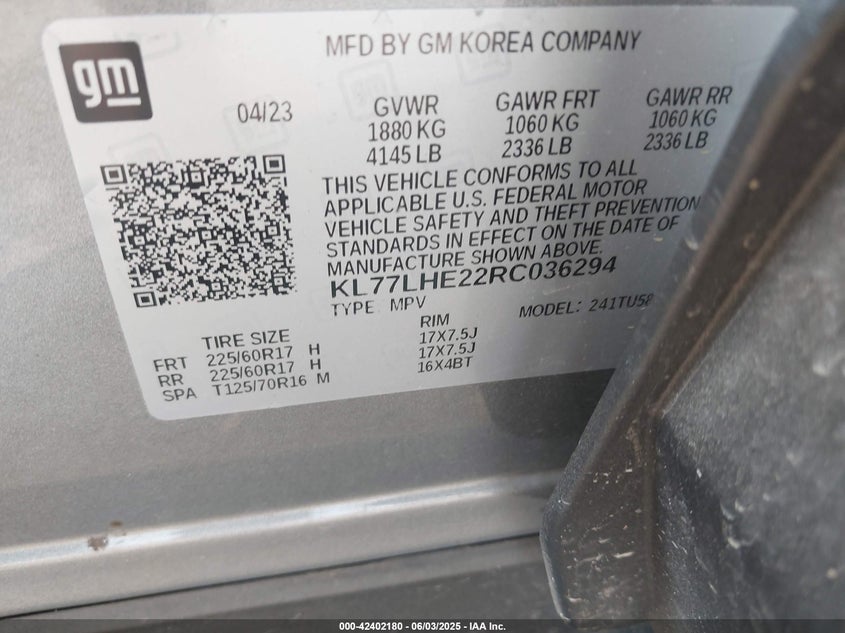 gm
MFD BY GM KOREA COMPANY
04/23
GVWR
1880 KG
4145 LB
GAWR FRT
1060 KG
2336 LB
GAWR RR
1060 KG
2336 LB
THIS VEHICLE CONFORMS TO ALL
APPLICABLE U.S. FEDERAL MOTOR
VEHICLE SAFETY AND THEFT PREVENTION
STANDARDS IN EFFECT ON THE DATE OF
MANUFACTURE SHOWN ABOVE.
KL77LHE22RC036294
TYPE MPV
MODEL: 241TU58
TIRE SIZE RIM
FRT 225/60R17 H 17X7.5J
RR 225/60R17 H 17X7.5J
SPA T125/70R16 M 16X4BT
000-42402180 - 06/03/2025 - IAA Inc.